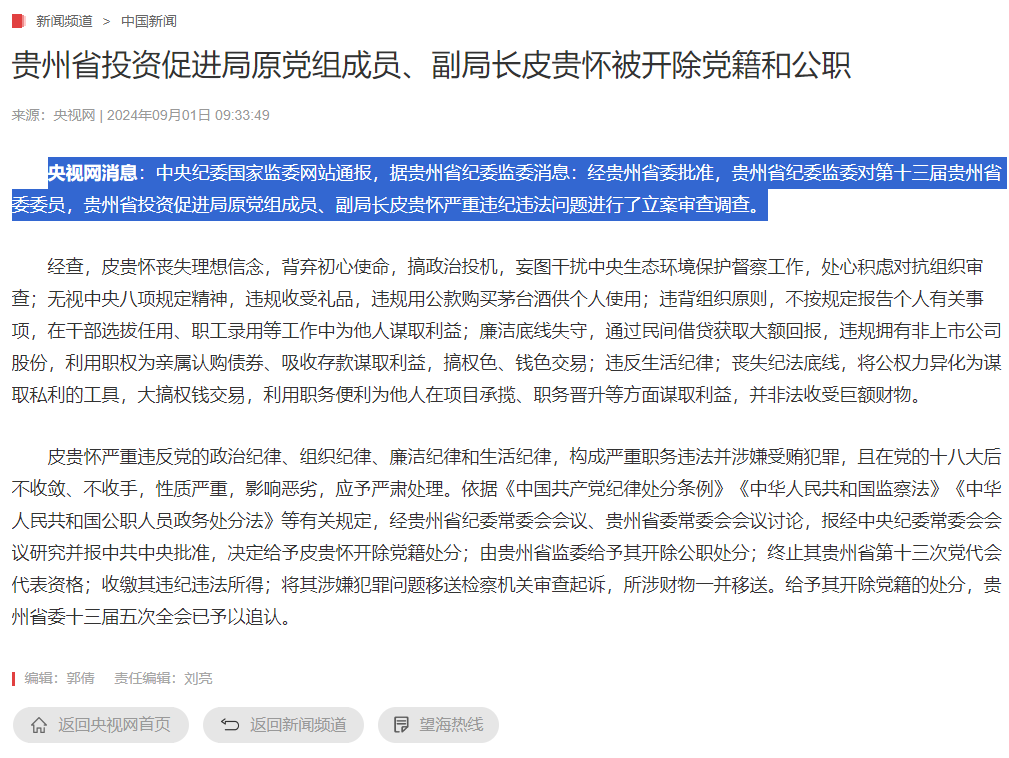 新闻频道 > 中国新闻
贵州省投资促进局原党组成员、副局长皮贵怀被开除党籍和公职
来源：央视网 | 2024年09月01日 09:33:49
央视网消息：中央纪委国家监委网站通报，据贵州省纪委监委消息：经贵州省委批准，贵州省纪委监委对第十三届贵州省
委委员，贵州省投资促进局原党组成员、副局长皮贵怀严重违纪违法问题进行了立案审查调查。
经查，皮贵怀丧失理想信念，背弃初心使命，搞政治投机，妄图干扰中央生态环境保护督察工作，处心积虑对抗组织审
查；无视中央八项规定精神，违规收受礼品，违规用公款购买茅台酒供个人使用；违背组织原则，不按规定报告个人有关事
项，在干部选拔任用、职工录用等工作中为他人谋取利益；廉洁底线失守，通过民间借贷获取大额回报，违规拥有非上市公司
股份，利用职权为亲属认购债券、吸收存款谋取利益，搞权色、钱色交易；违反生活纪律；丧失纪法底线，将公权力异化为谋
取私利的工具，大搞权钱交易，利用职务便利为他人在项目承揽、职务晋升等方面谋取利益，并非法收受巨额财物。
皮贵怀严重违反党的政治纪律、组织纪律、廉洁纪律和生活纪律，构成严重职务违法并涉嫌受贿犯罪，且在党的十八大后
不收敛、不收手，性质严重，影响恶劣，应予严肃处理。依据《中国共产党纪律处分条例》《中华人民共和国监察法》《中华
人民共和国公职人员政务处分法》等有关规定，经贵州省纪委常委会会议、贵州省委常委会会议讨论，报经中央纪委常委会会
议研究并报中共中央批准，决定给予皮贵怀开除党籍处分；由贵州省监委给予其开除公职处分；终止其贵州省第十三次党代会
代表资格；收缴其违纪违法所得；将其涉嫌犯罪问题移送检察机关审查起诉，所涉财物一并移送。给予其开除党籍的处分，贵
州省委十三届五次全会已予以追认。
编辑：郭倩 责任编辑：刘亮
返回央视网首页 返回新闻频道 望海热线